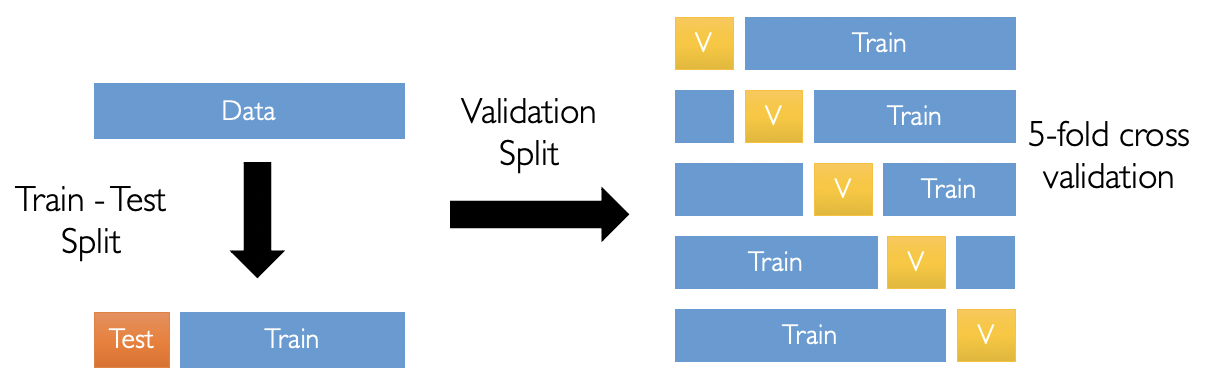 Data
Train - Test
Split
Test
Train
Validation
Split
V
Train
V
Train
V
Train
Train
V
Train
V
5-fold cross
validation